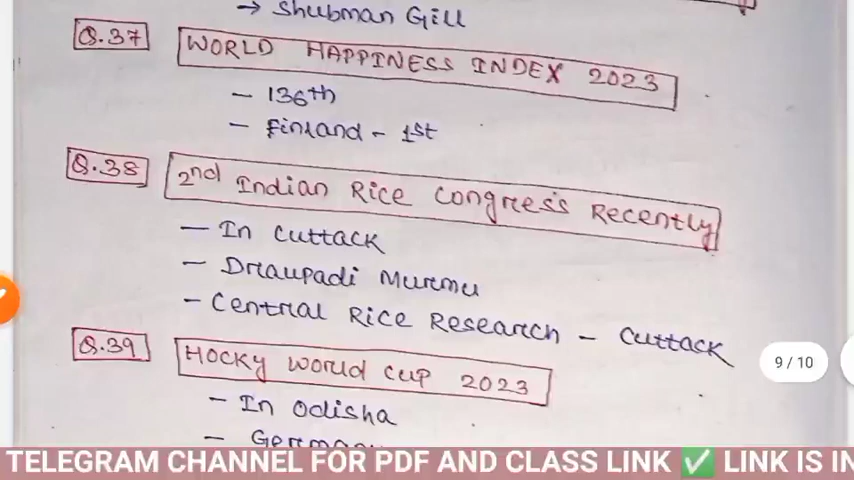 → Shubman Gill
Q.37 WORLD HAPPINESS INDEX 2023
- 136th
- Finland - 1st
Q.38 2nd Indian Rice Congress Recently
- In Cuttack
- Draupadi Murmu
- Central Rice Research - Cuttack
Q.39 Hocky World Cup 2023
- In Odisha
- Germany
9/10
TELEGRAM CHANNEL FOR PDF AND CLASS LINK ✅ LINK IS IN